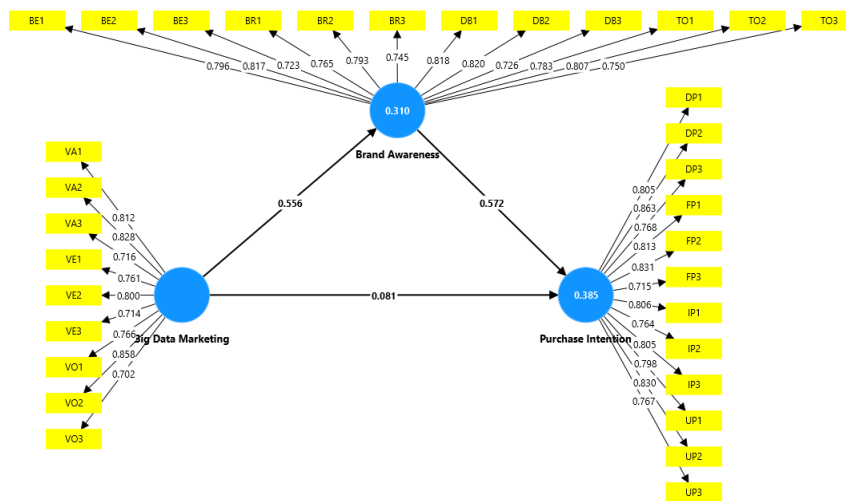 BE1 BE2 BE3 BR1 BR2 BR3 DB1 DB2 DB3 TO1 TO2 TO3
0.796 0.817 0.723 0.765 0.793 0.745 0.818 0.820 0.726 0.783 0.807 0.750
0.310
Brand Awareness
VA1
VA2
VA3
VE1
VE2
VE3
VO1
VO2
VO3
0.812
0.828
0.716
0.761
0.800
0.714
0.766
0.858
0.702
Big Data Marketing
0.556
0.572
0.081
0.385
Purchase Intention
0.805
0.863
0.768
0.813
0.831
0.715
0.806
0.764
0.805
0.798
0.830
0.767
DP1
DP2
DP3
FP1
FP2
FP3
IP1
IP2
IP3
UP1
UP2
UP3